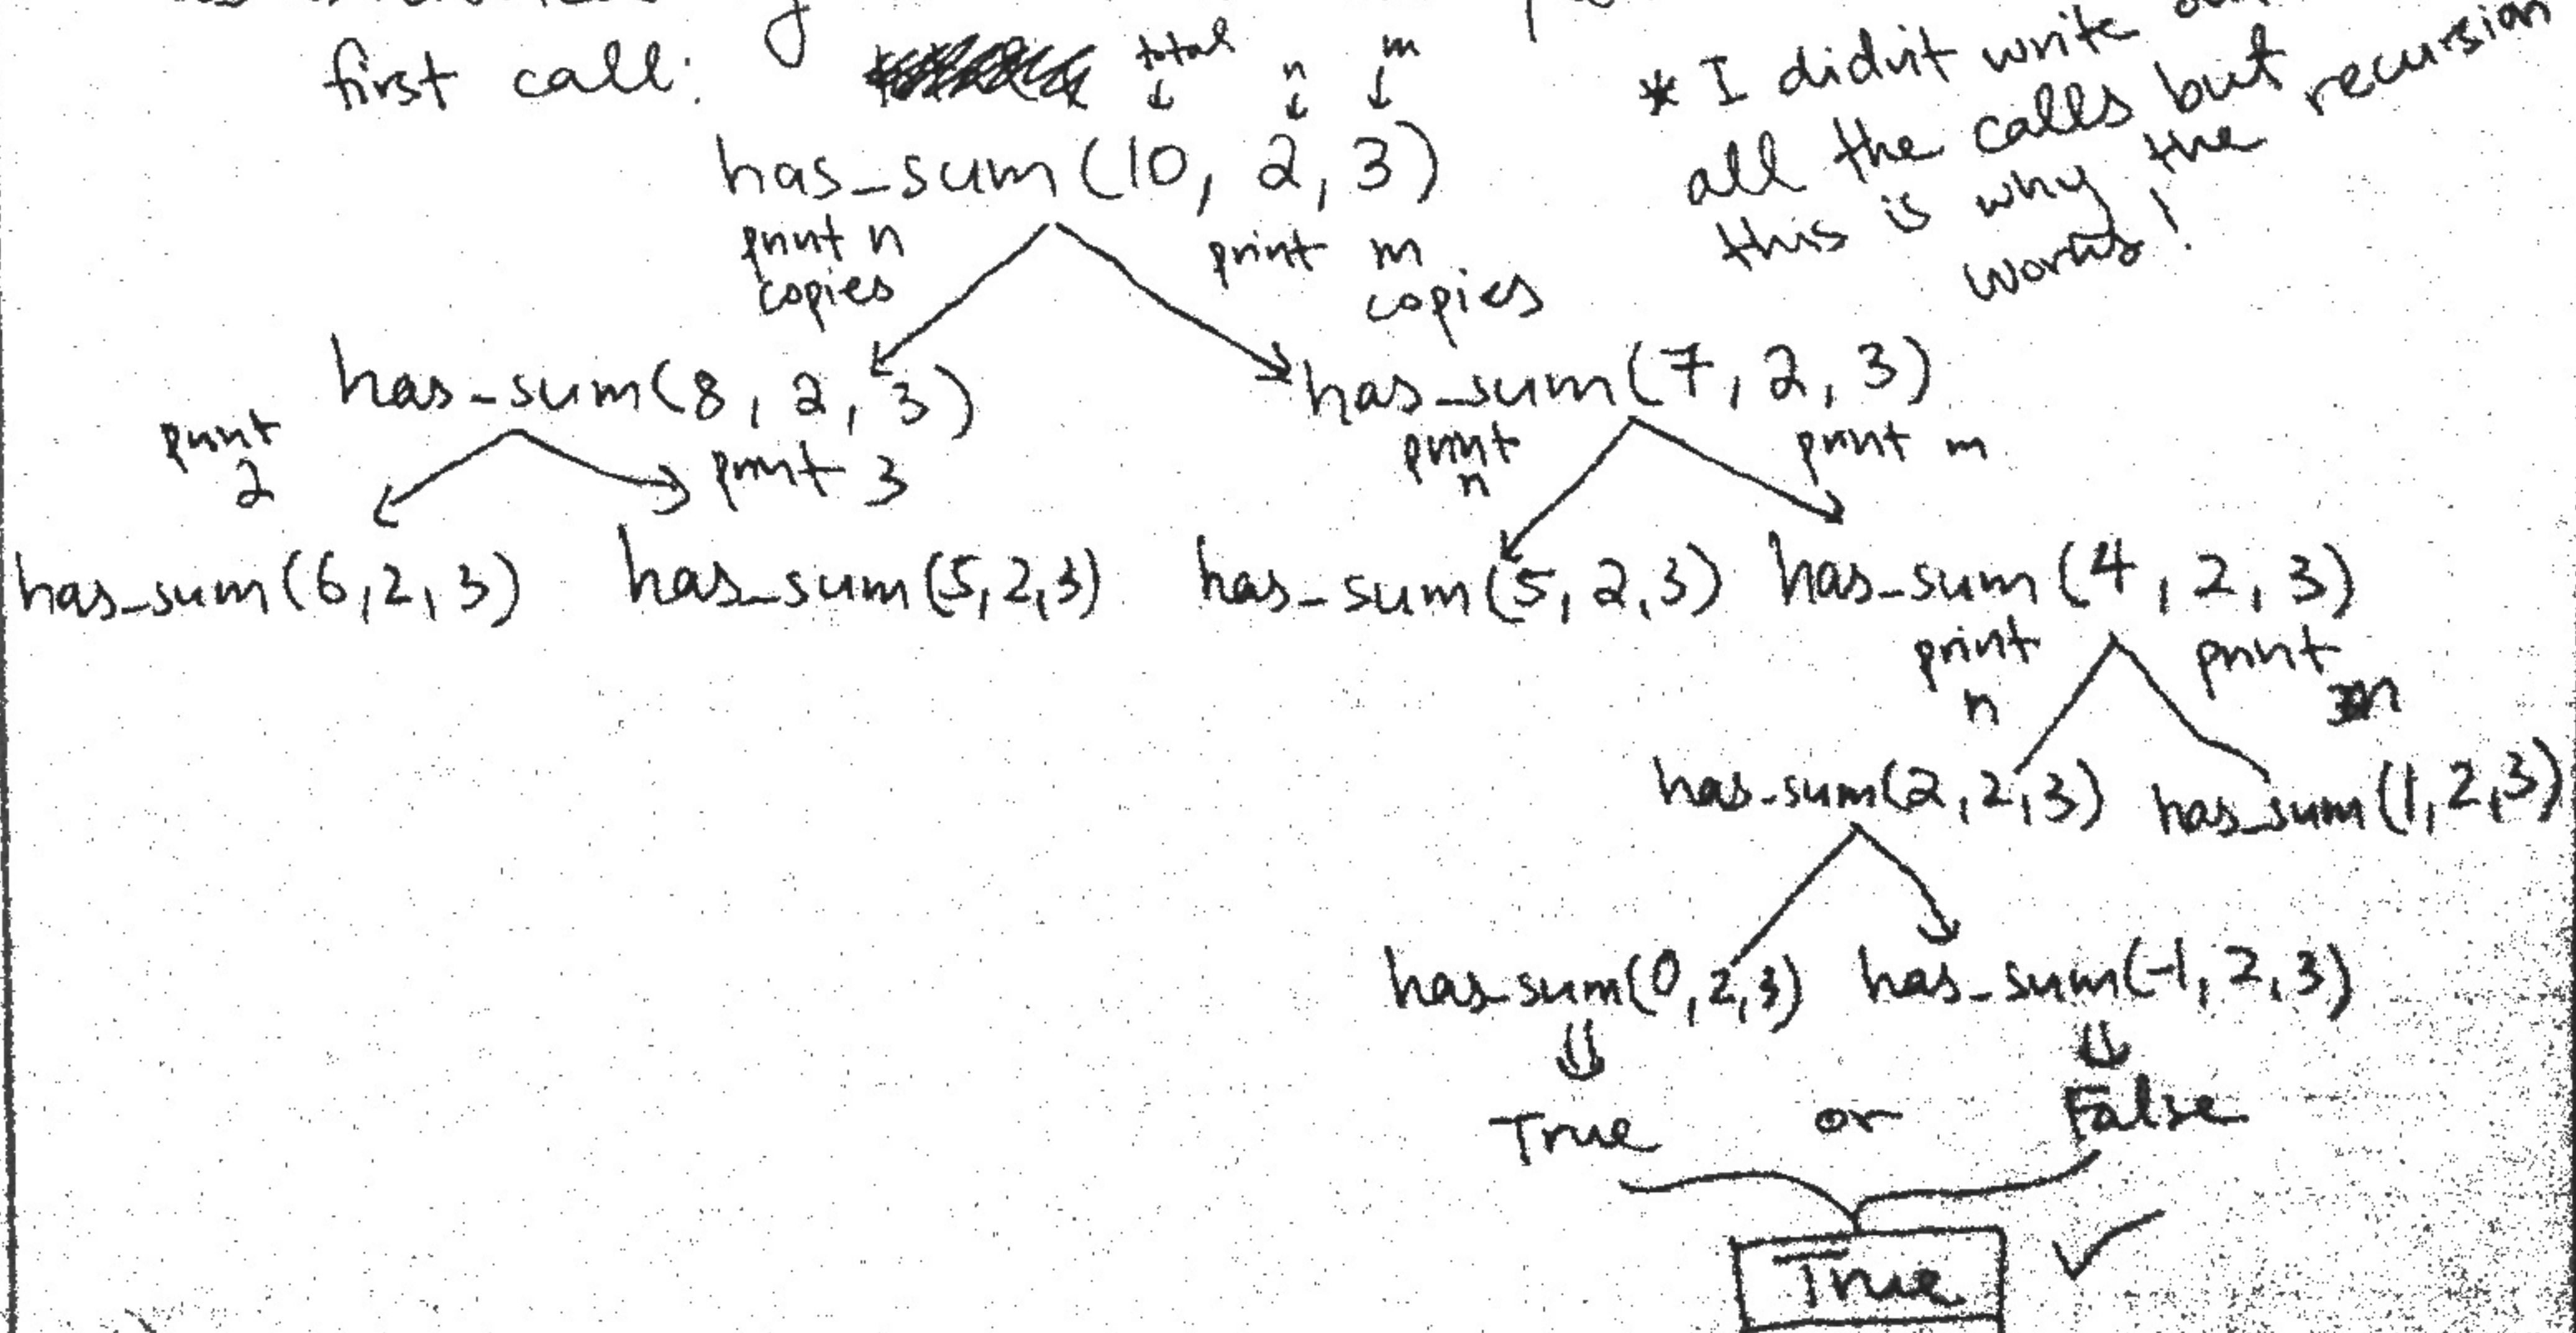 first call:
total n m
has_sum(10, 2, 3)
print n copies
print m copies
* I didn't write
all the calls but
this is why the recursion
works!
has_sum(8, 2, 3)
has_sum(7, 2, 3)
print 2
print 3
print n
print m
has_sum(6,2,3)
has_sum(5,2,3)
has_sum(5,2,3)
has_sum(4,2,3)
print n
print m
has_sum(2,2,3)
has_sum(1,2,3)
has_sum(0,2,3)
has_sum(-1,2,3)
True or False
True